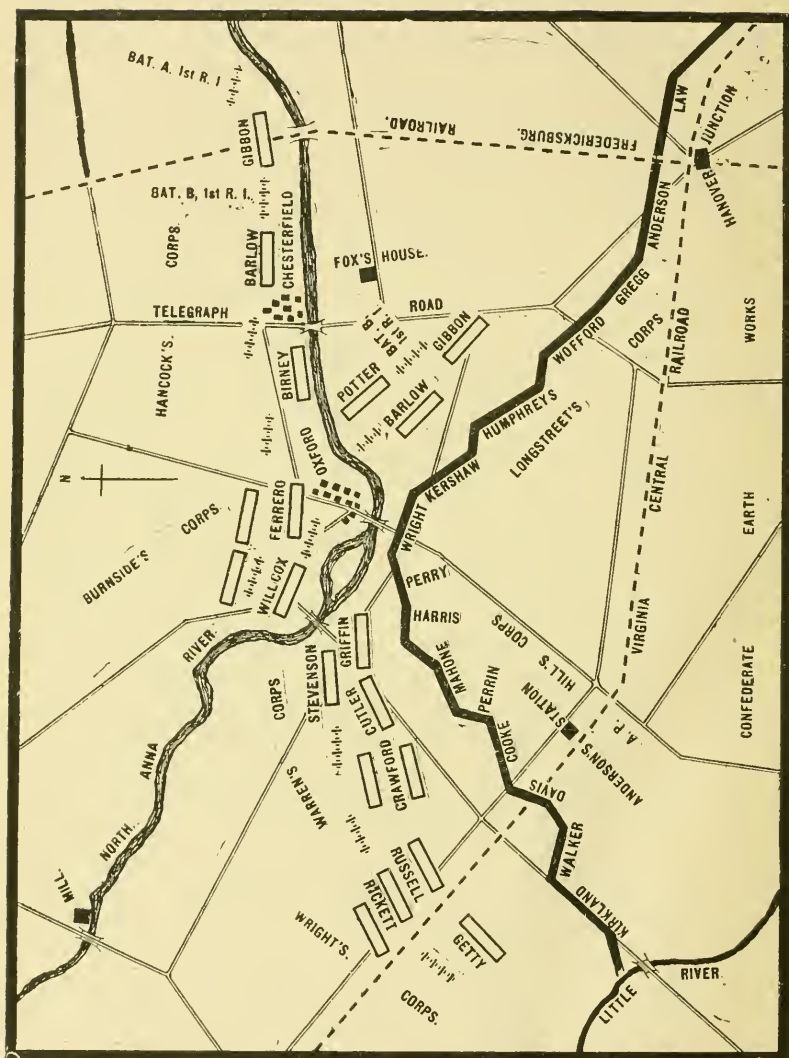 BAT. A, 1st R. I
GIBBON
BAT. B, 1st R. I.
CORPS.
BARLOW
CHESTERFIELD
FREDERICKSBURG.
RAILROAD.
LAW
HANOVER JUNCTION
FOX'S HOUSE.
ANDERSON
TELEGRAPH
ROAD
HANCOCK'S.
BIRNEY
BAT. B
1st R. I.
GIBBON
POTTER
BARLOW
GREGG
WOFFORD
CORPS
RAILROAD
WORKS
OXFORD
HUMPHREYS
LONGSTREET'S
N
CORPS
FERRERO
BURNSIDE'S
WILLCOX
KERSHAW
WRIGHT
CENTRAL
EARTH
PERRY
HARRIS
RIVER
CORPS
STEVENSON
GRIFFIN
CUTLER
HILL'S
CORPS
VIRGINIA
MAHONE
PERRIN
ANNA
WARREN'S
CRAWFORD
COOKE
STATION
A. P.
CONFEDERATE
ANDERSON'S
DAVIS
NORTH.
RUSSELL
RICKETT
WALKER
MILL.
WRIGHT'S.
GETTY
KIRKLAND
CORPS.
LITTLE
RIVER